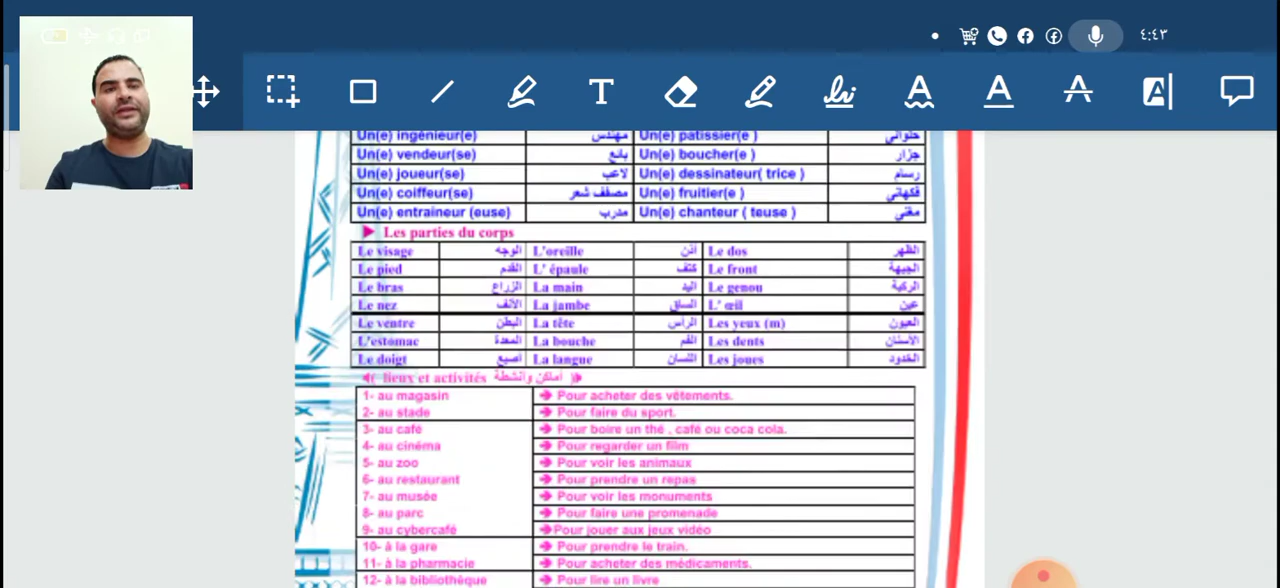 ٤:٤٣
Un(e) ingénieur(e) مهندس Un(e) patissier(e ) حلواني
Un(e) vendeur(se) بائع Un(e) boucher(e ) جزار
Un(e) joueur(se) لاعب Un(e) dessinateur( trice ) رسام
Un(e) coiffeur(se) مصفف شعر Un(e) fruitier(e ) فكهاني
Un(e) entraineur (euse) مدرب Un(e) chanteur ( teuse ) مغني
Les parties du corps
Le visage الوجه L'oreille أذن Le dos الظهر
Le pied القدم L' épaule كتف Le front الجبهة
Le bras الزراع La main اليد Le genou الركبة
Le nez الأنف La jambe الساق L' œil عين
Le ventre البطن La tête الرأس Les yeux (m) العيون
L'estomac المعدة La bouche الفم Les dents الأسنان
Le doigt اصبع La langue اللسان Les joues الخدود
lieux et activités أماكن وأنشطة
1- au magasin Pour acheter des vêtements.
2- au stade Pour faire du sport.
3- au café Pour boire un thé , café ou coca cola.
4- au cinéma Pour regarder un film
5- au zoo Pour voir les animaux
6- au restaurant Pour prendre un repas
7- au musée Pour voir les monuments
8- au parc Pour faire une promenade
9- au cybercafé Pour jouer aux jeux vidéo
10- à la gare Pour prendre le train.
11- à la pharmacie Pour acheter des médicaments.
12- à la bibliothèque Pour lire un livre